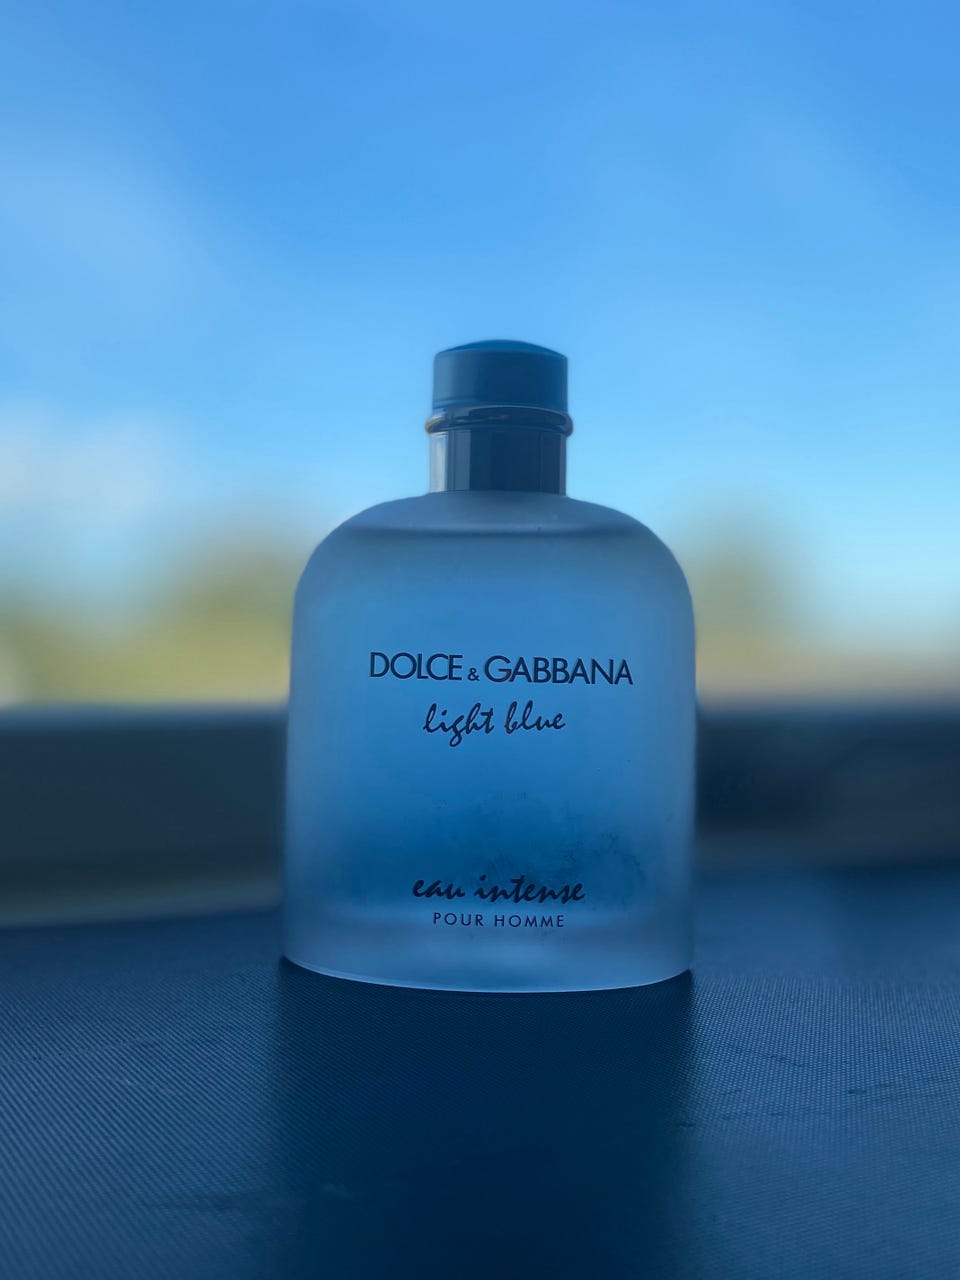 DOLCE & GABBANA
light blue
eau intense
POUR HOMME